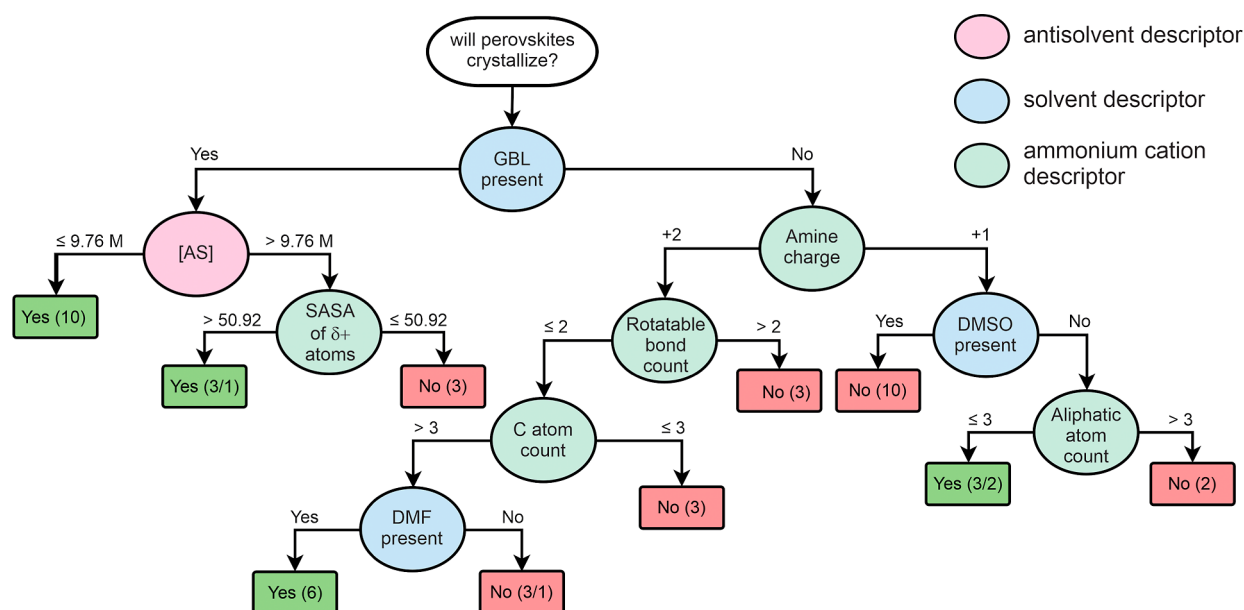 will perovskites
crystallize?
antisolvent descriptor
solvent descriptor
ammonium cation
descriptor
GBL
present
Yes
No
[AS]
≤ 9.76 M
> 9.76 M
Amine
charge
+2
+1
Yes (10)
SASA
of δ+
atoms
> 50.92
≤ 50.92
Rotatable
bond
count
≤ 2
> 2
DMSO
present
Yes
No
Yes (3/1)
No (3)
No (3)
No (10)
C atom
count
> 3
≤ 3
Aliphatic
atom
count
≤ 3
> 3
Yes (3/2)
No (2)
No (3)
DMF
present
Yes
No
Yes (6)
No (3/1)